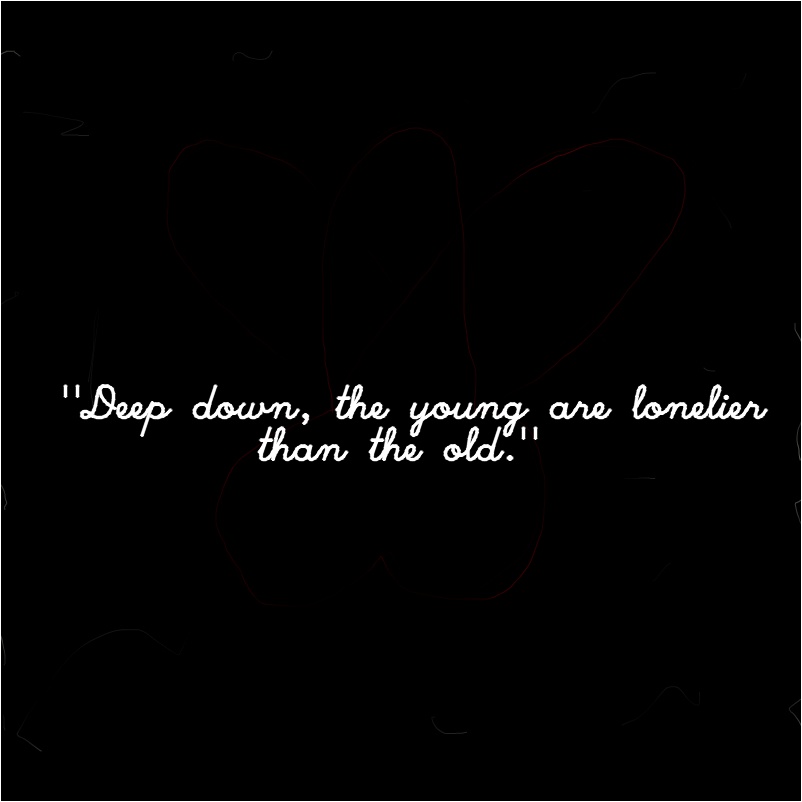 "Deep down, the young are lonelier
than the old."